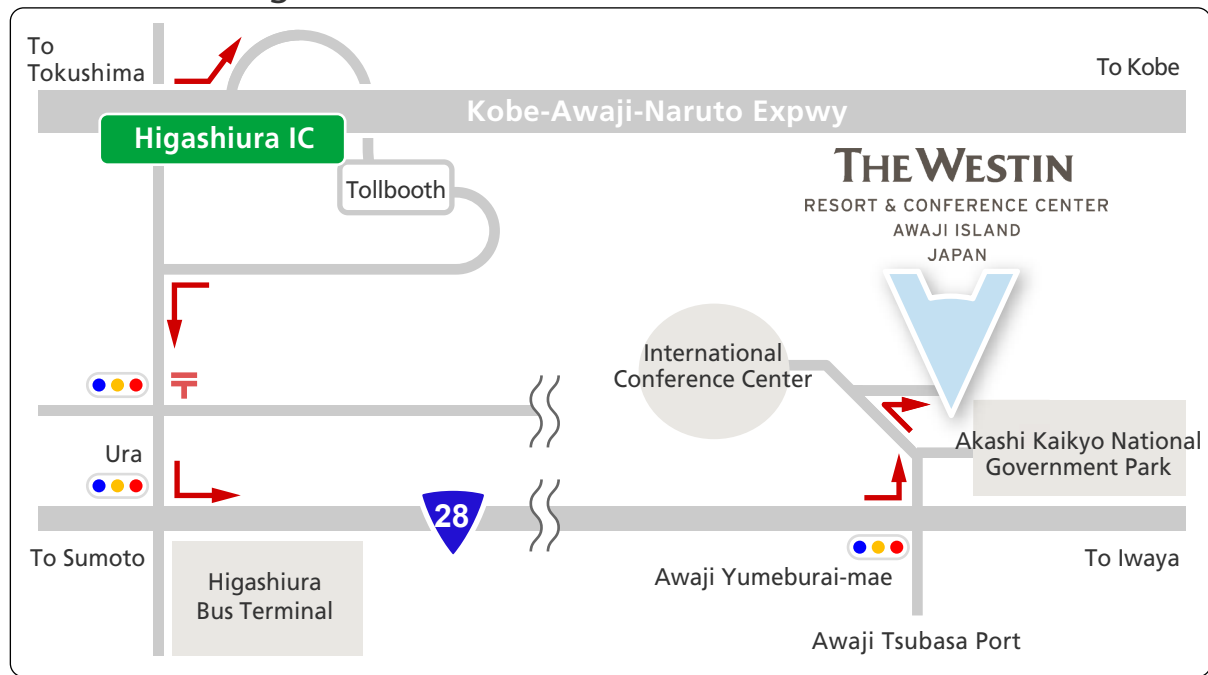 To
Tokushima
To Kobe
Kobe-Awaji-Naruto Expwy
Higashiura IC
Tollbooth
THE WESTIN
RESORT & CONFERENCE CENTER
AWAJI ISLAND
JAPAN
International
Conference Center
〒
Ura
Akashi Kaikyo National
Government Park
28
To Sumoto
Higashiura
Bus Terminal
Awaji Yumeburai-mae
To Iwaya
Awaji Tsubasa Port